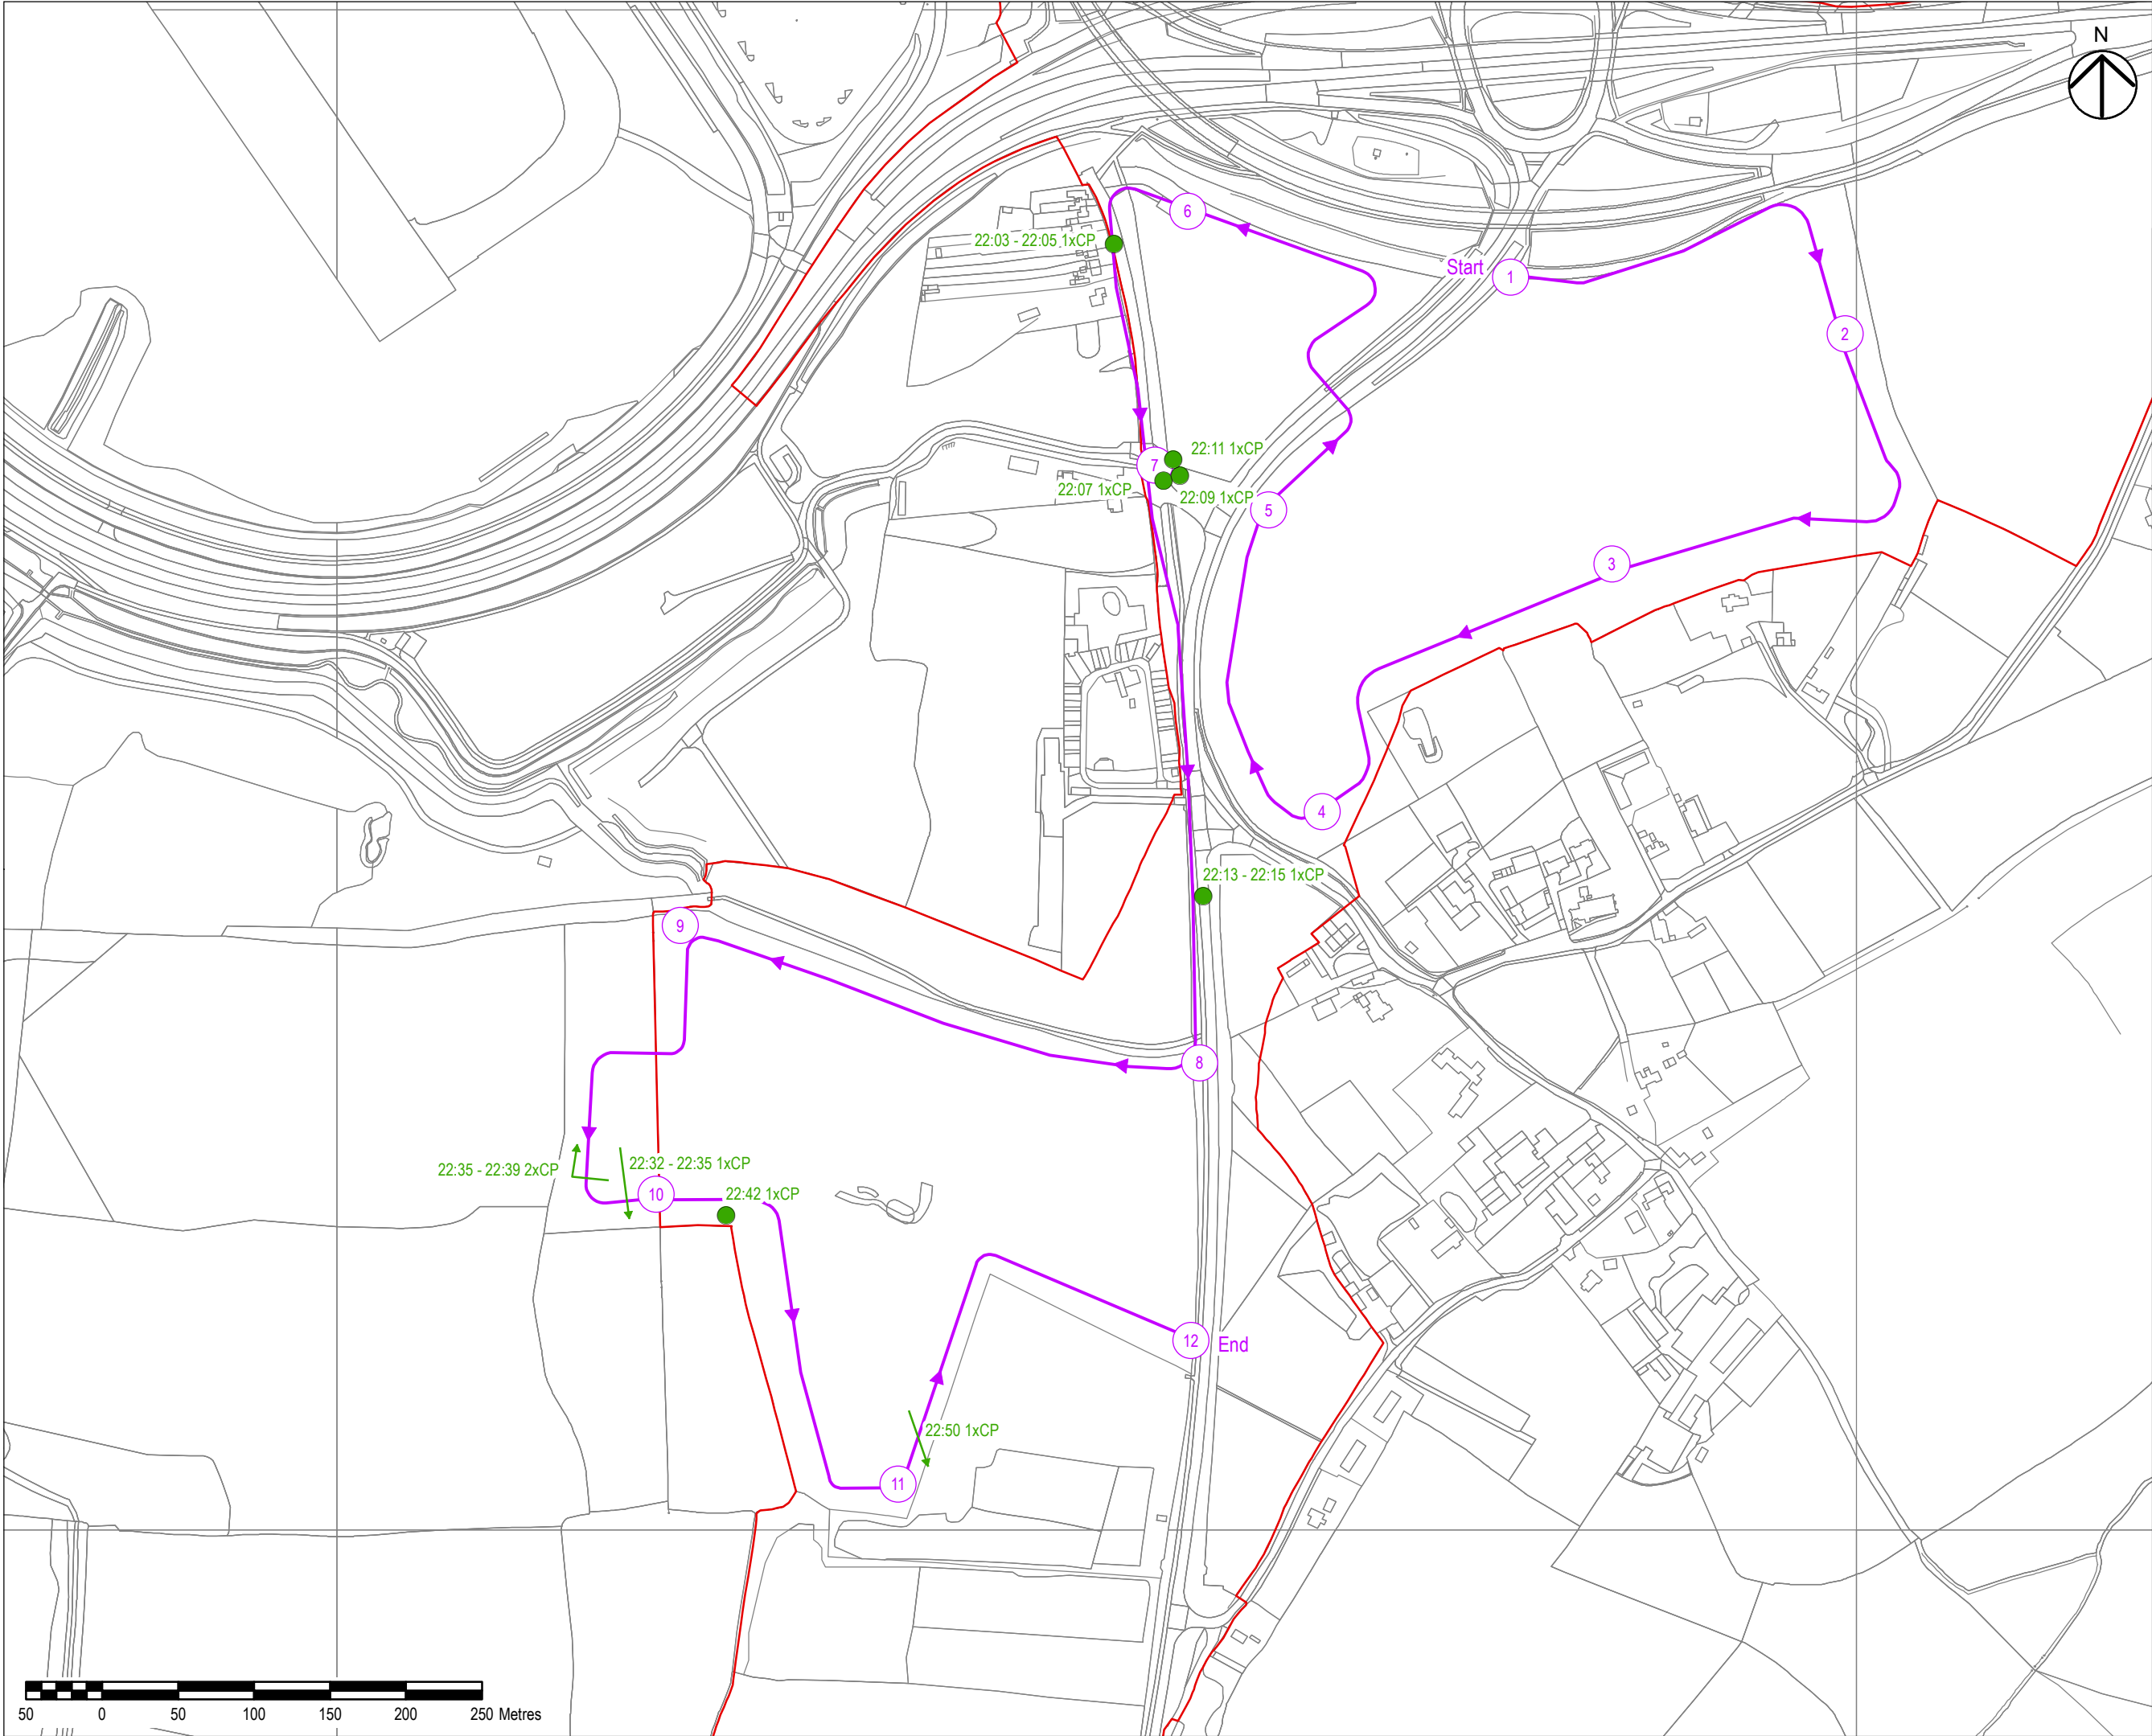 N
6
22:03 - 22:05 1xCP
Start
1
2
22:11 1xCP
7
22:07 1xCP
22:09 1xCP
5
3
4
22:13 - 22:15 1xCP
9
8
22:35 - 22:39 2xCP
22:32 - 22:35 1xCP
10
22:42 1xCP
12
End
22:50 1xCP
11
50 0 50 100 150 200 250 Metres